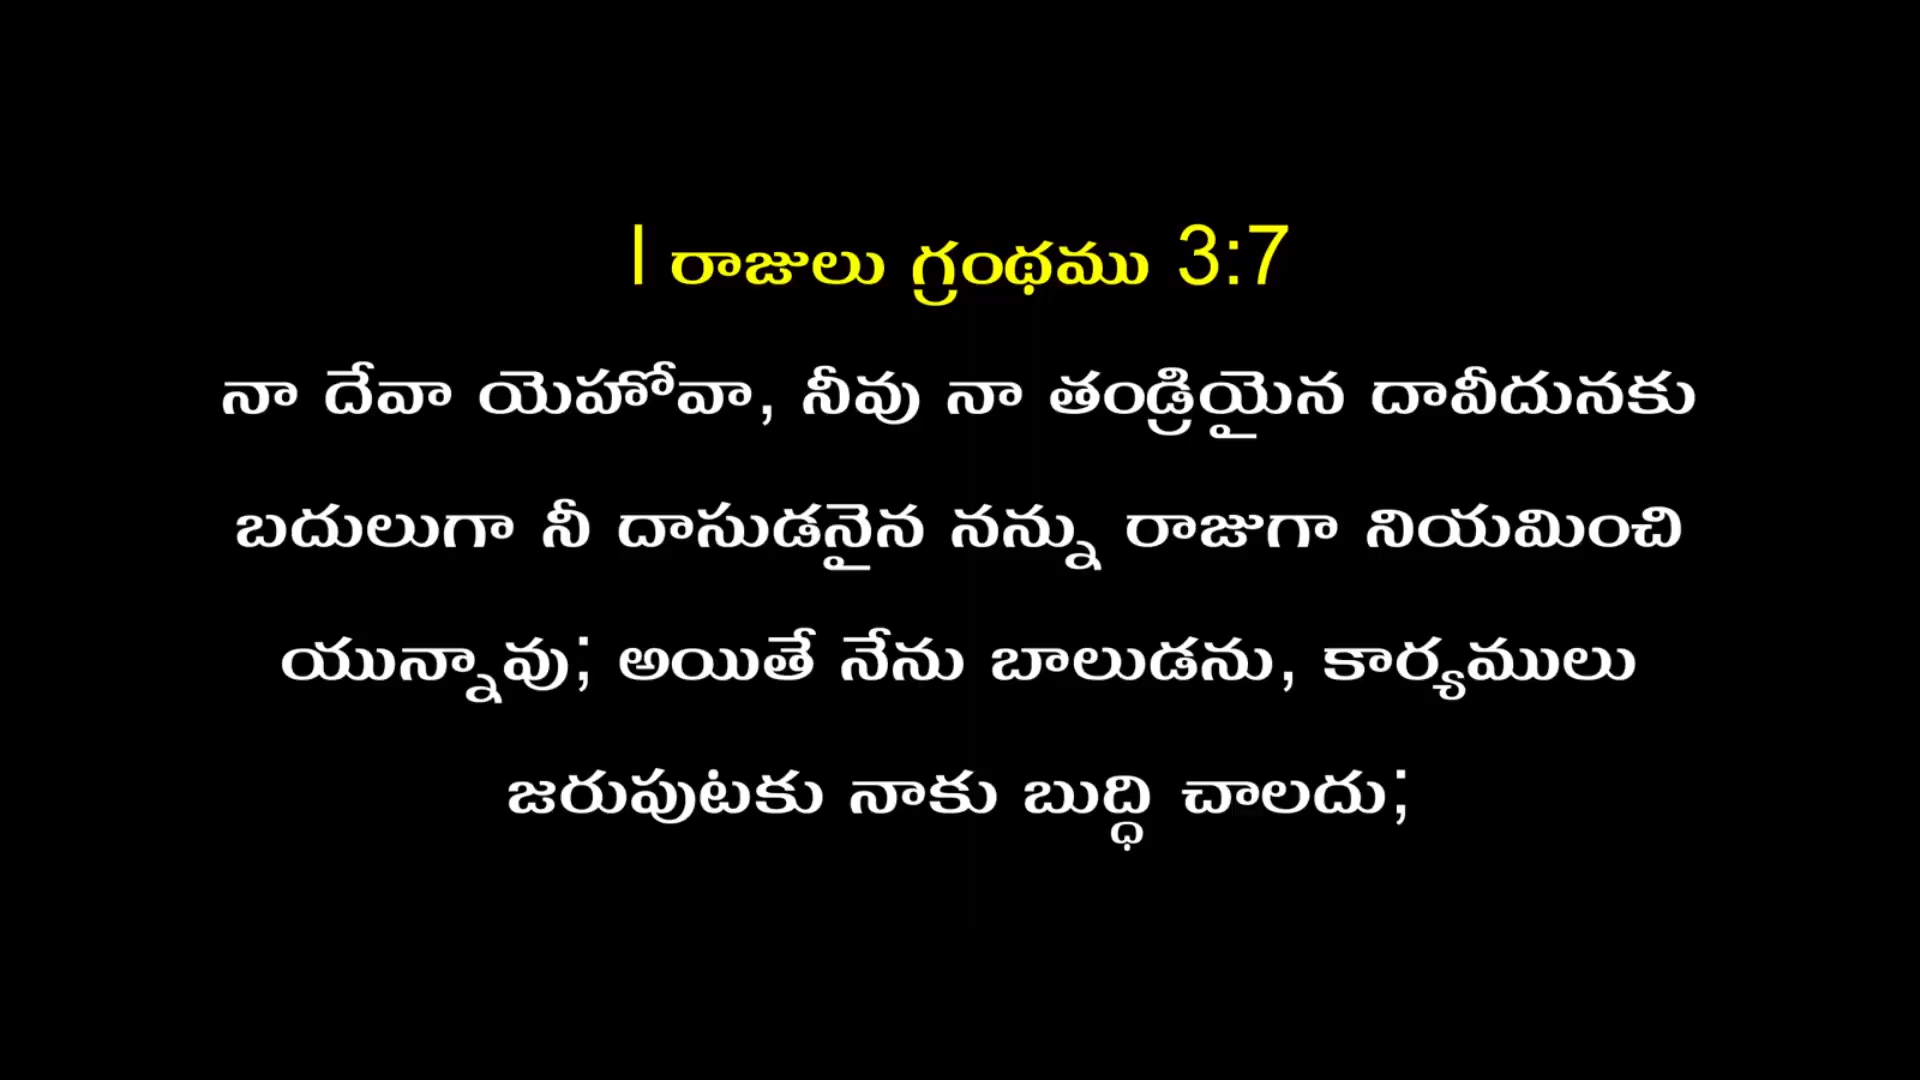 I రాజులు గ్రంథము 3:7
నా దేవా యెహోవా, నీవు నా తండ్రియైన దావీదునకు
బదులుగా నీ దాసుడనైన నన్ను రాజుగా నియమించి
యున్నావు; అయితే నేను బాలుడను, కార్యములు
జరుపుటకు నాకు బుద్ధి చాలదు;